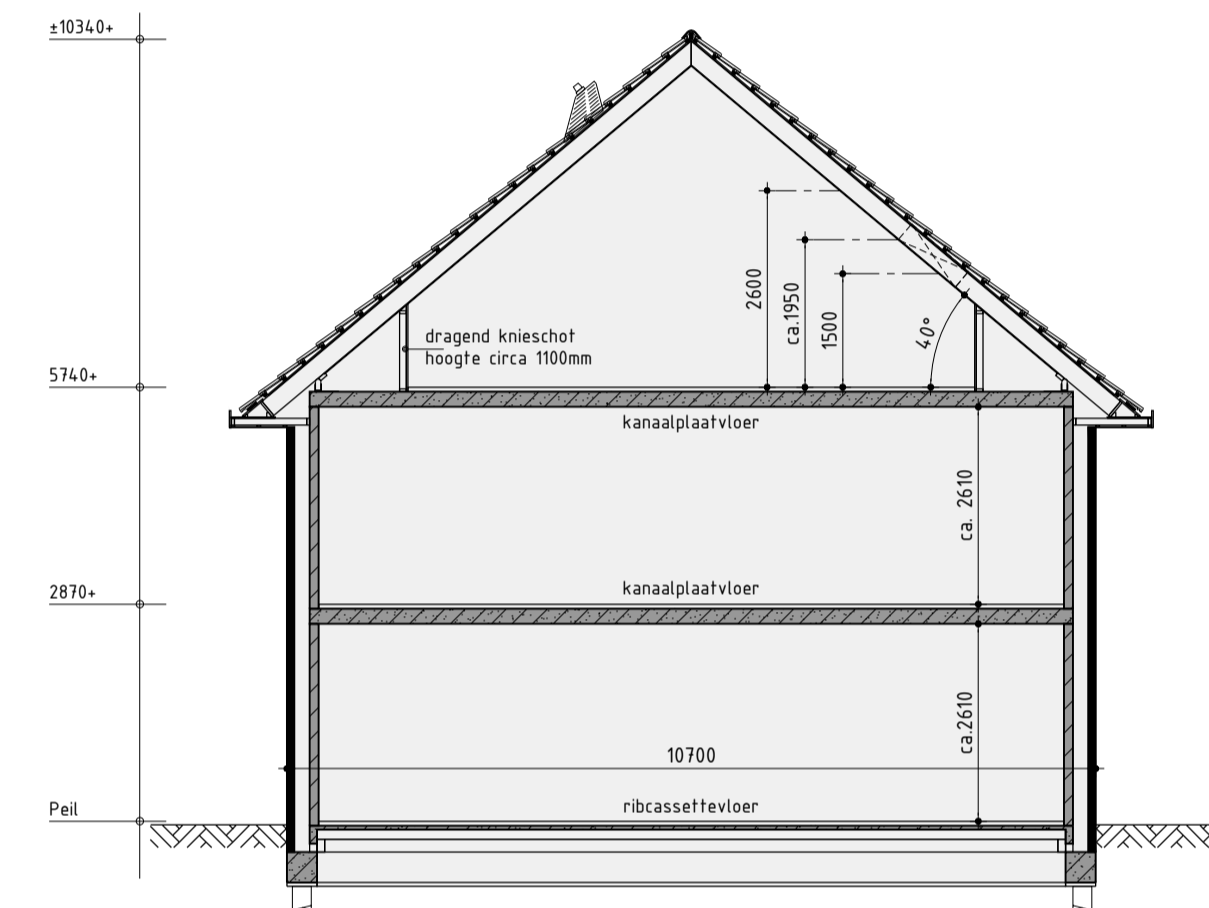 ±10340+
2600
ca.1950
1500
40°
dragend knieschot
hoogte circa 1100mm
5740+
kanaalplaatvloer
ca. 2610
kanaalplaatvloer
2870+
ca.2610
10700
ribcassettevloer
Peil